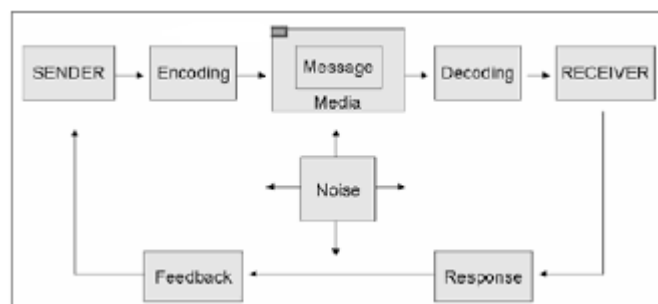 SENDER
Encoding
Message
Media
Decoding
RECEIVER
Noise
Feedback
Response